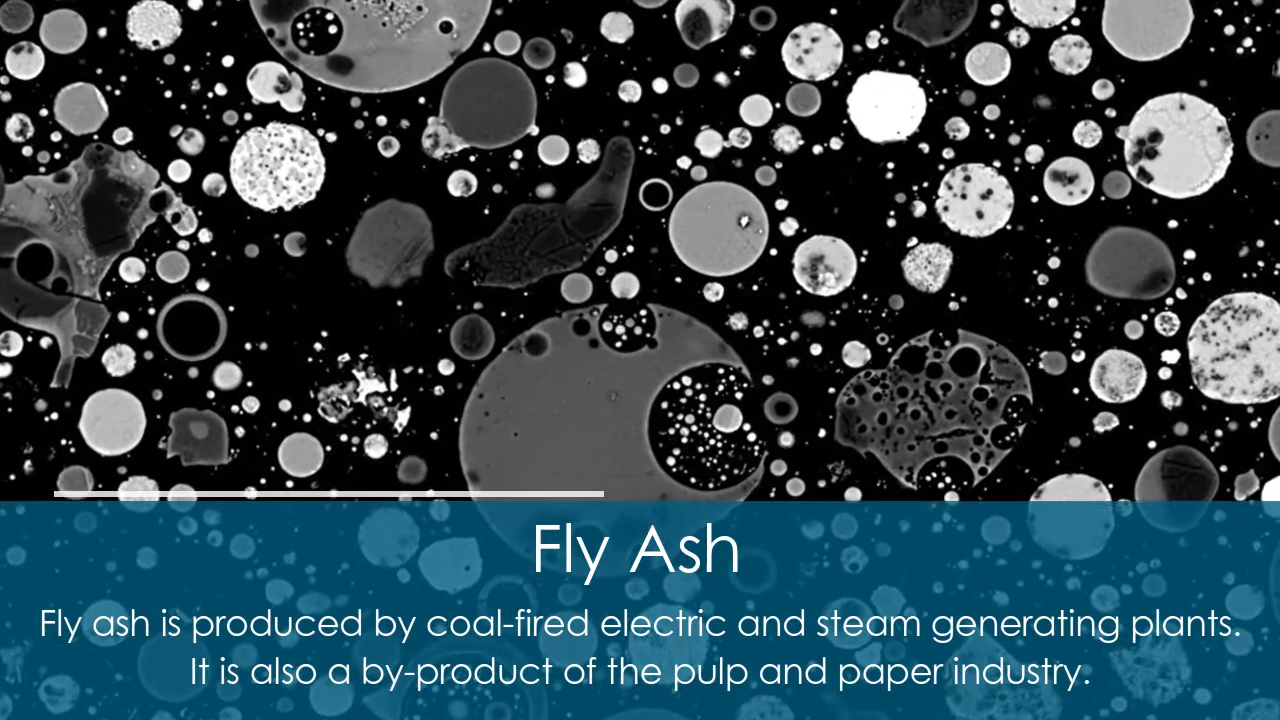 Fly Ash
Fly ash is produced by coal-fired electric and steam generating plants.
It is also a by-product of the pulp and paper industry.